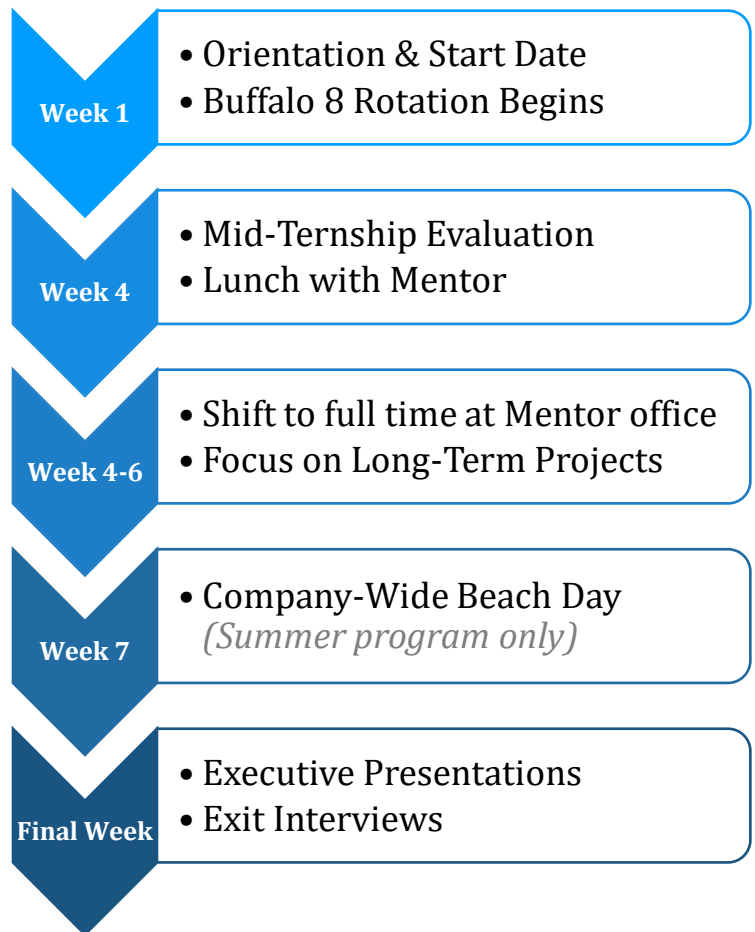 Week 1
• Orientation & Start Date
• Buffalo 8 Rotation Begins
Week 4
• Mid-Ternship Evaluation
• Lunch with Mentor
Week 4-6
• Shift to full time at Mentor office
• Focus on Long-Term Projects
Week 7
• Company-Wide Beach Day
(Summer program only)
Final Week
• Executive Presentations
• Exit Interviews